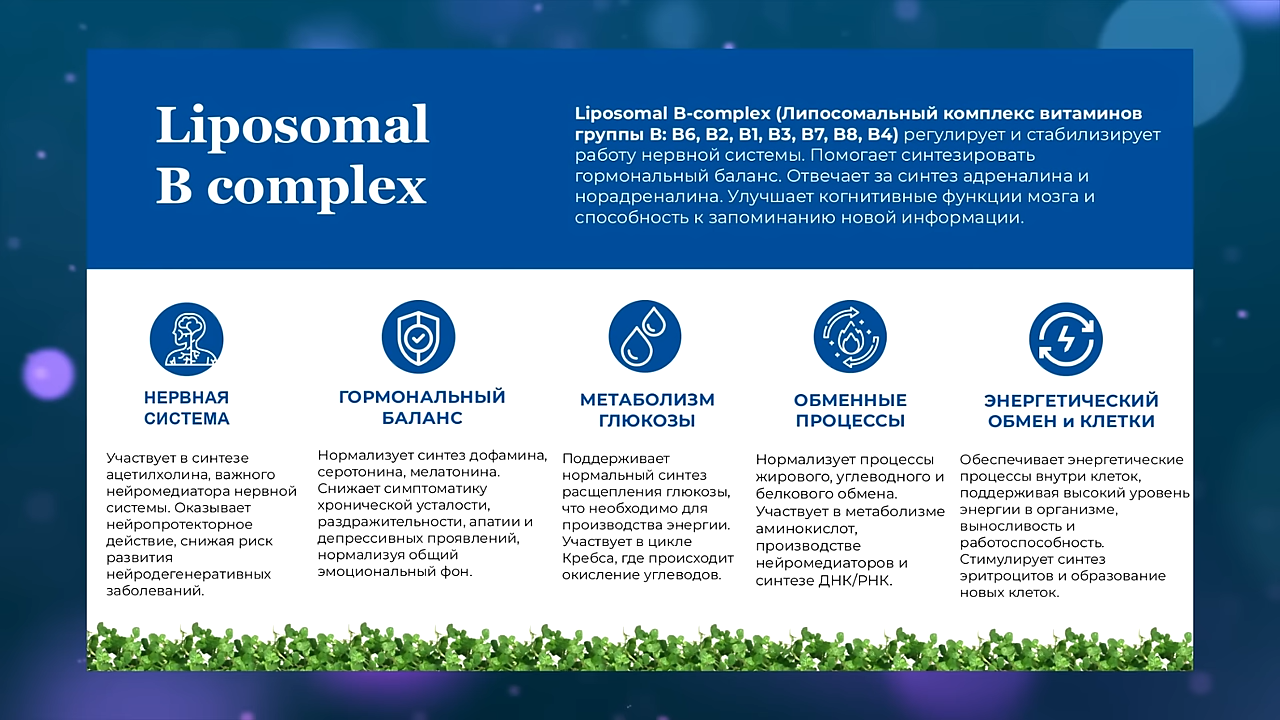 Liposomal
B complex
Liposomal B-complex (Липосомальный комплекс витаминов
группы В: B6, B2, B1, B3, B7, B8, B4) регулирует и стабилизирует
работу нервной системы. Помогает синтезировать
гормональный баланс. Отвечает за синтез адреналина и
норадреналина. Улучшает когнитивные функции мозга и
способность к запоминанию новой информации.
НЕРВНАЯ
СИСТЕМА
Участвует в синтезе
ацетилхолина, важного
нейромедиатора нервной
системы. Оказывает
нейропротекторное
действие, снижая риск
развития
нейродегенеративных
заболеваний.
ГОРМОНАЛЬНЫЙ
БАЛАНС
Нормализует синтез дофамина,
серотонина, мелатонина.
Снижает симптоматику
хронической усталости,
раздражительности, апатии и
депрессивных проявлений,
нормализуя общий
эмоциональный фон.
МЕТАБОЛИЗМ
ГЛЮКОЗЫ
Поддерживает
нормальный синтез
расщепления глюкозы,
что необходимо для
производства энергии.
Участвует в цикле
Кребса, где происходит
окисление углеводов.
ОБМЕННЫЕ
ПРОЦЕССЫ
Нормализует процессы
жирового, углеводного и
белкового обмена.
Участвует в метаболизме
аминокислот,
производстве
нейромедиаторов и
синтезе ДНК/РНК.
ЭНЕРГЕТИЧЕСКИЙ
ОБМЕН и КЛЕТКИ
Обеспечивает энергетические
процессы внутри клеток,
поддерживая высокий уровень
энергии в организме,
выносливость и
работоспособность.
Стимулирует синтез
эритроцитов и образование
новых клеток.